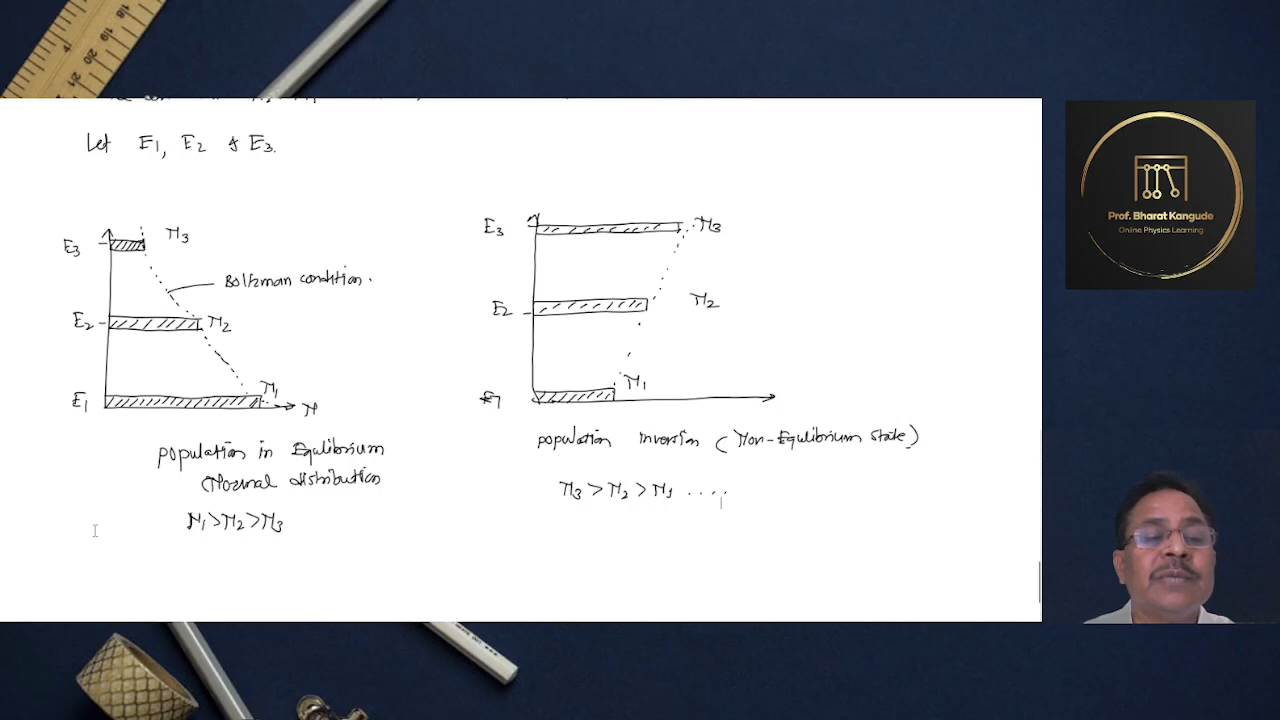 Let E1, E2 & E3.
E3 N3
Boltzman condition.
E2 N2
E1 N1 N
population in Equlibrium
(Normal distribution
N1>N2>N3
E3 N3
E2 N2
E1 N1
population inversion (Non-Equlibrium state)
N3 > N2 > N1 .....
Prof. Bharat Kangude
Online Physics Learning